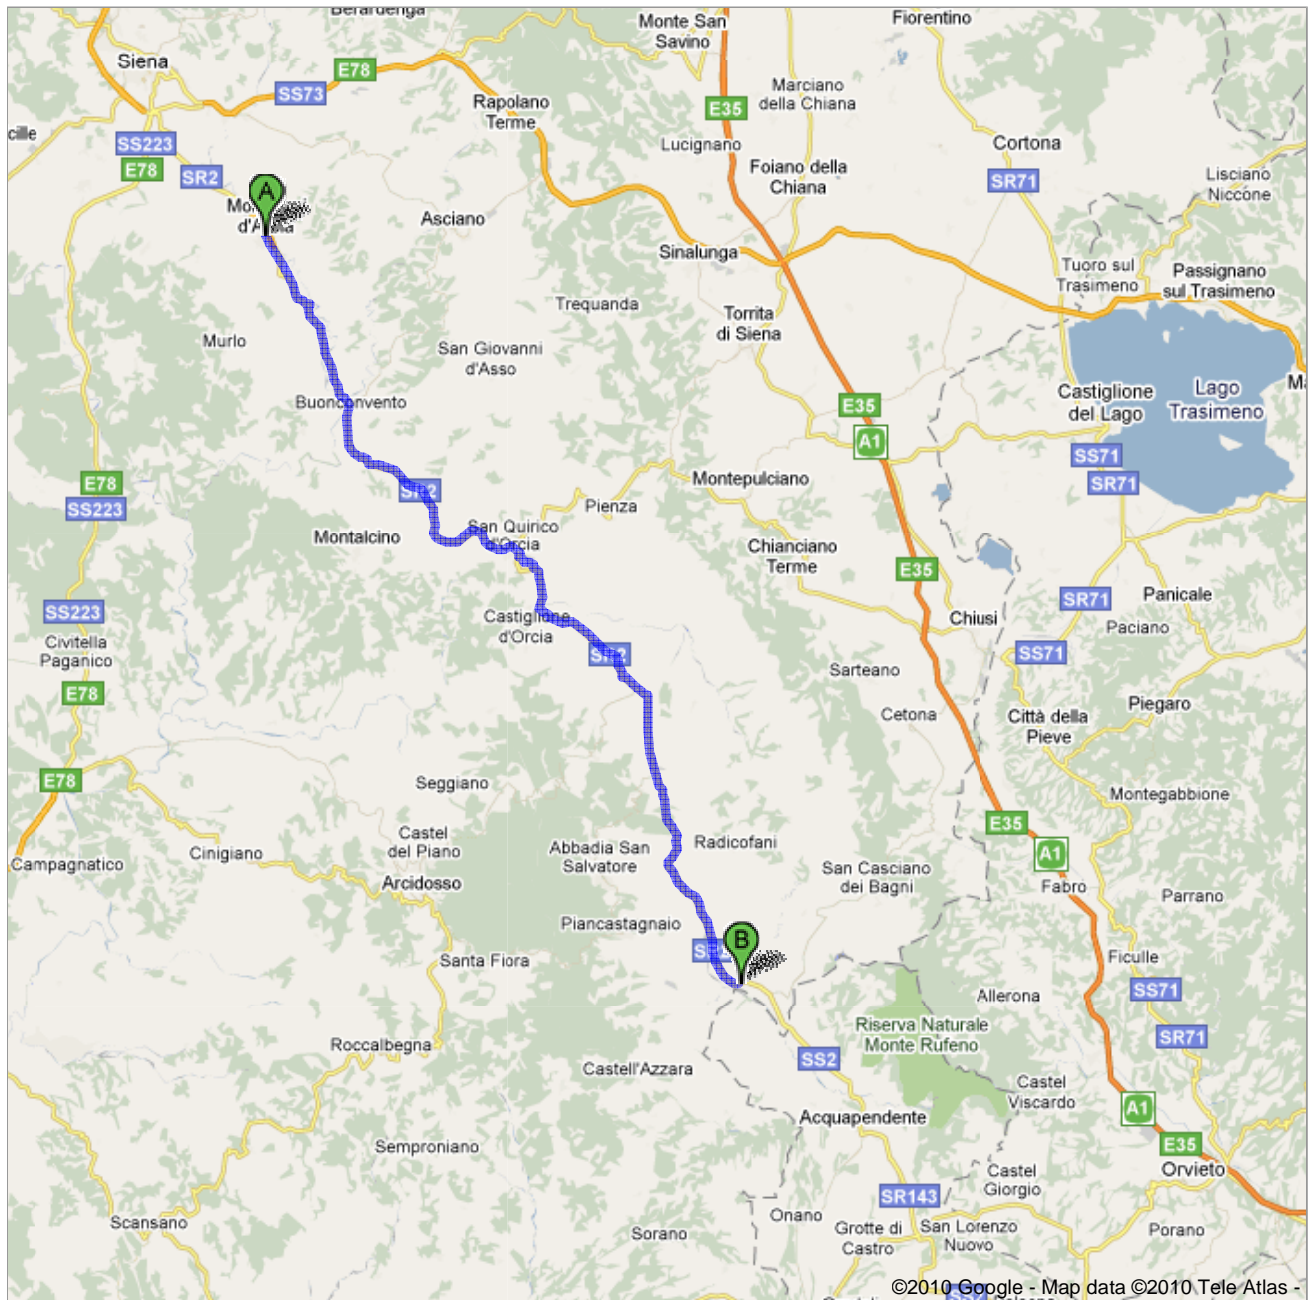 Berardenga
Monte San
Savino
Fiorentino
Siena
E78
SS73
Marciano
della Chiana
Rapolano
Terme
E35
cille
SS223
Lucignano
Cortona
E78
SR2
Foiano della
Chiana
SR71
Lisciano
Niccone
A
d'A
Asciano
Sinalunga
Tuoro sul
Trasimeno
Passignano
sul Trasimeno
Trequanda
Torrita
di Siena
Murlo
San Giovanni
d'Asso
Buonconvento
E35
Castiglione
del Lago
Lago
Trasimeno
Ma
A1
SS71
SR71
E78
SS223
SR2
Montepulciano
Pienza
San Quirico
d'Orcia
Montalcino
Chianciano
Terme
E35
SS223
SR71
Panicale
Castiglione
d'Orcia
Chiusi
Paciano
Civitella
Paganico
SR2
SS71
Sarteano
E78
Cetona
Città della
Pieve
Piegaro
E78
Seggiano
Montegabbione
E35
Castel
del Piano
Radicofani
A1
Campagnatico
Cinigiano
Abbadia San
Salvatore
Arcidosso
San Casciano
dei Bagni
Fabro
Parrano
Piancastagnaio
B
Santa Fiora
Ficulle
SS71
Allerona
Riserva Naturale
Monte Rufeno
SR71
Roccalbegna
SS2
Castell'Azzara
Castel
Viscardo
A1
Acquapendente
E35
Semproniano
Orvieto
Castel
Giorgio
SR143
Scansano
Onano
Sorano
Grotte di
Castro
San Lorenzo
Nuovo
Porano
©2010 Google - Map data ©2010 Tele Atlas -